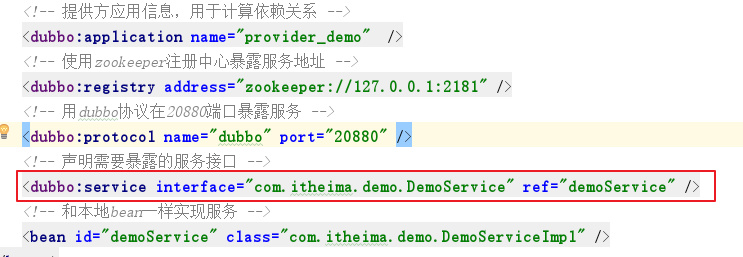 <!-- 提供方应用信息，用于计算依赖关系 -->
<dubbo:application name="provider_demo"  />
<!-- 使用zookeeper注册中心暴露服务地址 -->
<dubbo:registry address="zookeeper://127.0.0.1:2181" />
<!-- 用dubbo协议在20880端口暴露服务 -->
<dubbo:protocol name="dubbo" port="20880" />
<!-- 声明需要暴露的服务接口 -->
<dubbo:service interface="com.itheima.demo.DemoService" ref="demoService" />
<!-- 和本地bean一样实现服务 -->
<bean id="demoService" class="com.itheima.demo.DemoServiceImpl" />